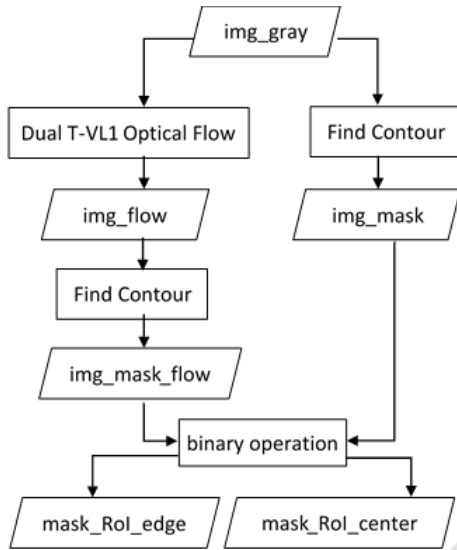 img_gray
Dual T-VL1 Optical Flow
Find Contour
img_flow
img_mask
Find Contour
img_mask_flow
binary operation
mask_RoI_edge
mask_RoI_center